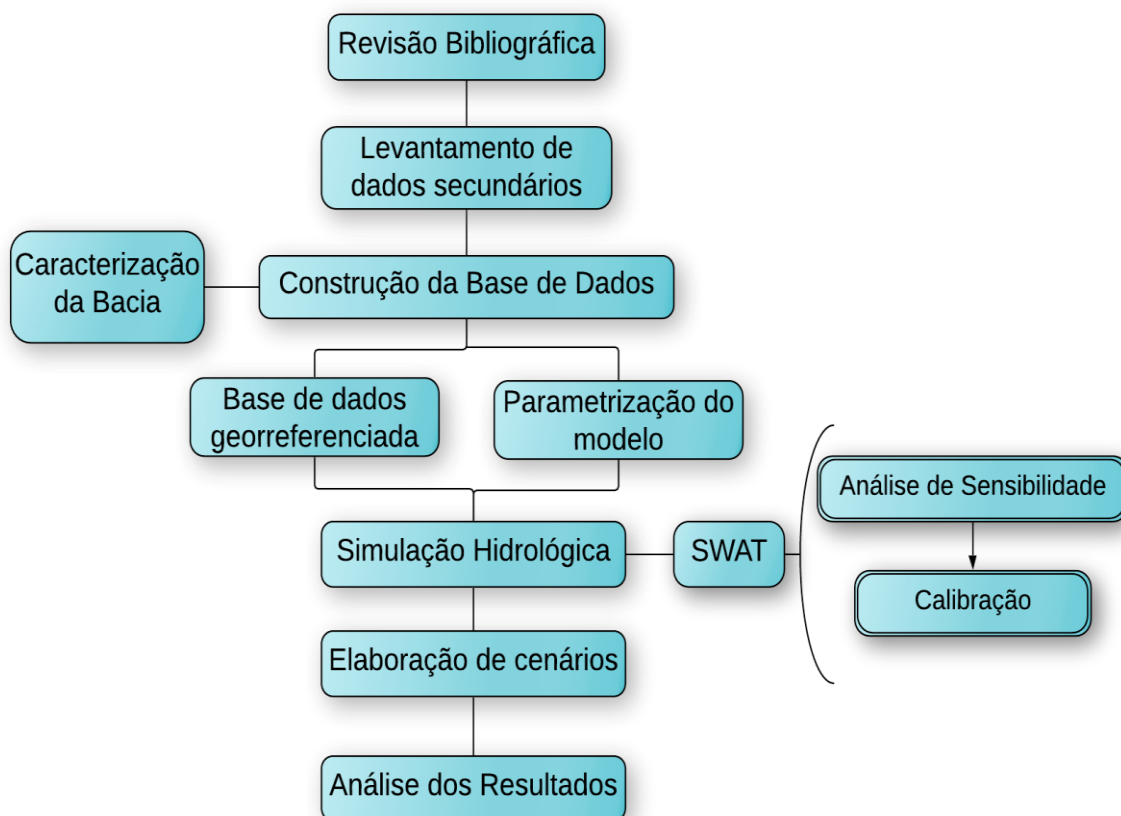 Revisão Bibliográfica
Levantamento de
dados secundários
Caracterização
da Bacia
Construção da Base de Dados
Base de dados
georreferenciada
Parametrização do
modelo
Simulação Hidrológica
SWAT
Análise de Sensibilidade
Calibração
Elaboração de cenários
Análise dos Resultados